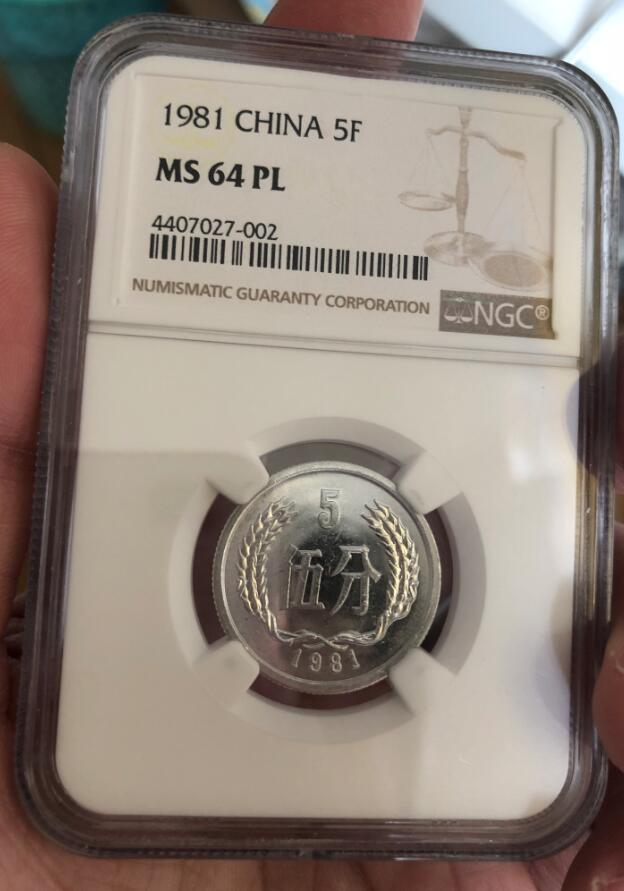 1981 CHINA 5F
MS 64 PL
4407027-002
NUMISMATIC GUARANTY CORPORATION
NGC®
5
伍分
1981